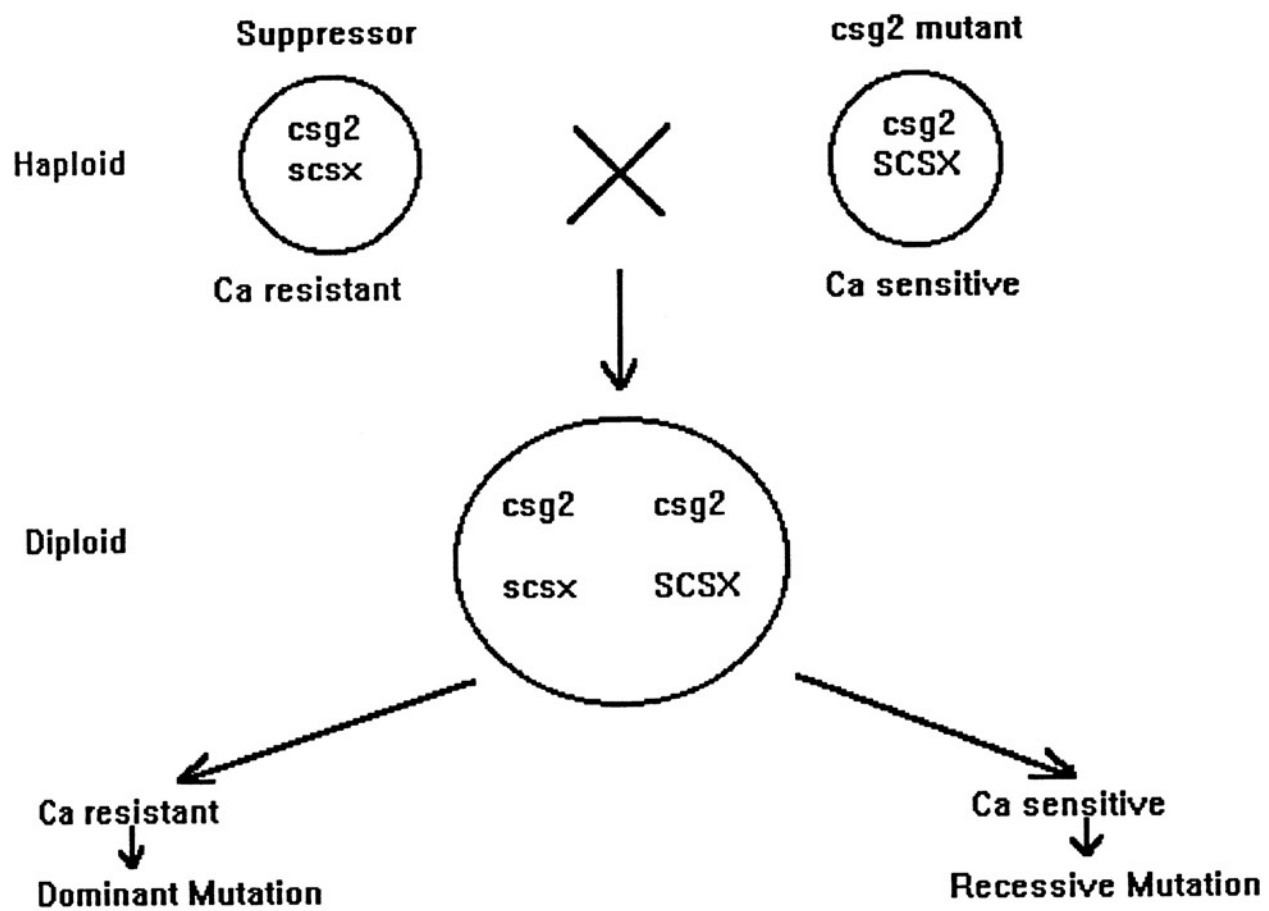 Suppressor
csg2 mutant
Haploid
csg2
scsx
csg2
SCSX
Ca resistant
Ca sensitive
Diploid
csg2 csg2
scsx SCSX
Ca resistant
Ca sensitive
Dominant Mutation
Recessive Mutation